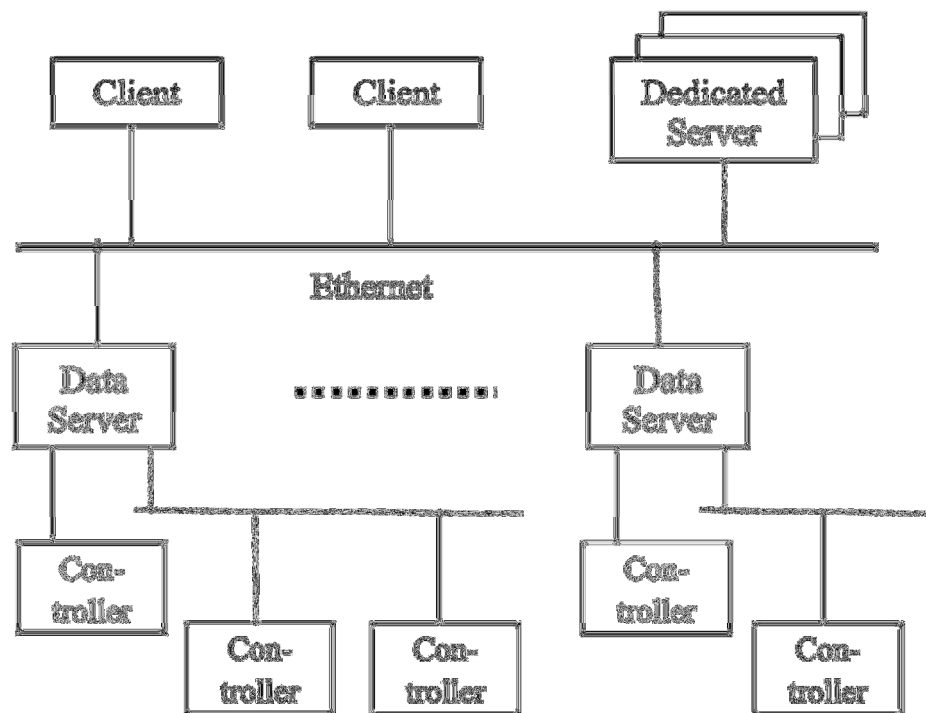 Client
Client
Dedicated
Server
Ethernet
Data
Server
Data
Server
Con-
troller
Con-
troller
Con-
troller
Con-
troller
Con-
troller